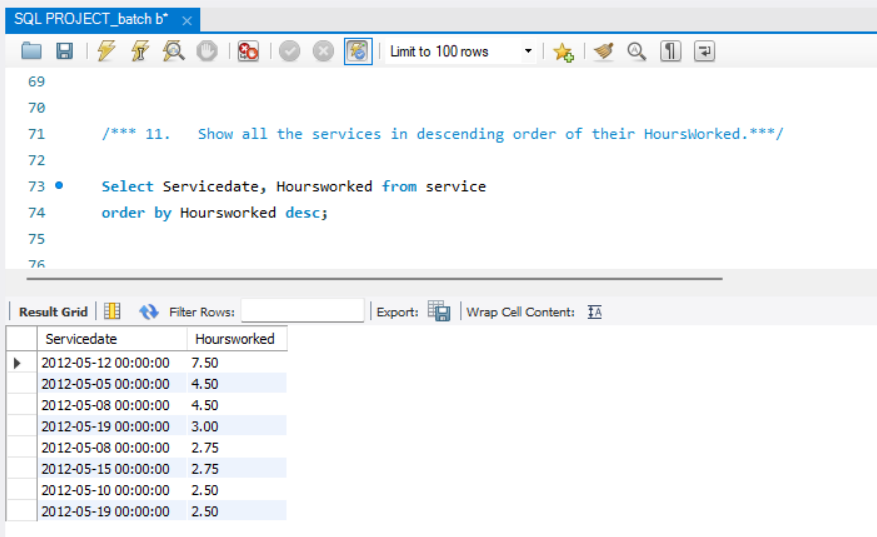 SQL PROJECT_batch b* ×
Limit to 100 rows
69
70
71 /*** 11. Show all the services in descending order of their HoursWorked.***/
72
73 Select Servicedate, Hoursworked from service
74 order by Hoursworked desc;
75
76
Result Grid Filter Rows: Export: Wrap Cell Content: IA
Servicedate Hoursworked
2012-05-12 00:00:00 7.50
2012-05-05 00:00:00 4.50
2012-05-08 00:00:00 4.50
2012-05-19 00:00:00 3.00
2012-05-08 00:00:00 2.75
2012-05-15 00:00:00 2.75
2012-05-10 00:00:00 2.50
2012-05-19 00:00:00 2.50